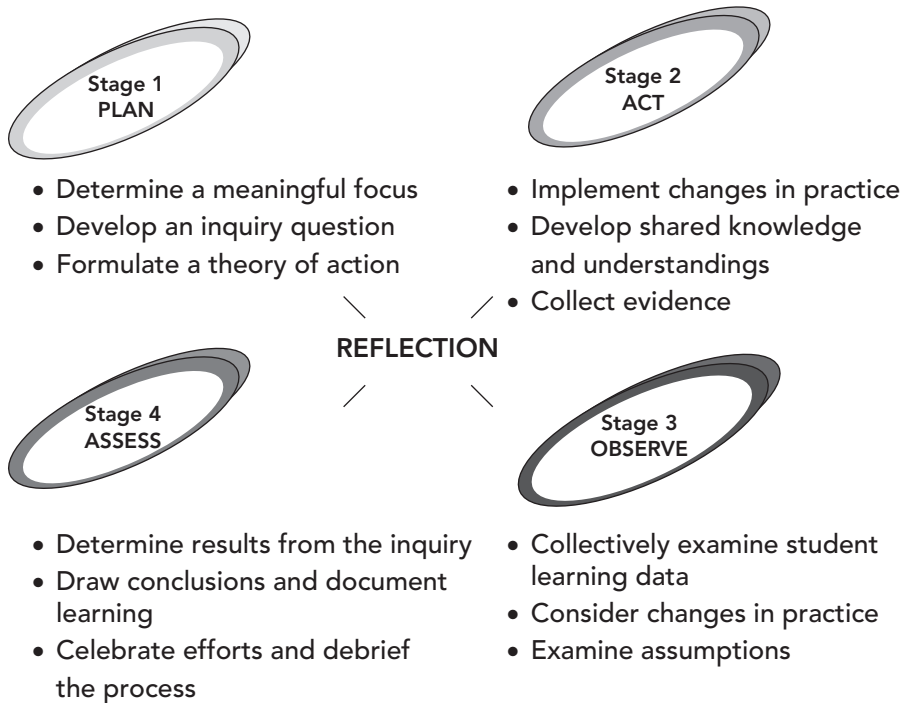 Stage 1
PLAN
• Determine a meaningful focus
• Develop an inquiry question
• Formulate a theory of action
Stage 2
ACT
• Implement changes in practice
• Develop shared knowledge
and understandings
• Collect evidence
REFLECTION
Stage 4
ASSESS
• Determine results from the inquiry
• Draw conclusions and document
learning
• Celebrate efforts and debrief
the process
Stage 3
OBSERVE
• Collectively examine student
learning data
• Consider changes in practice
• Examine assumptions